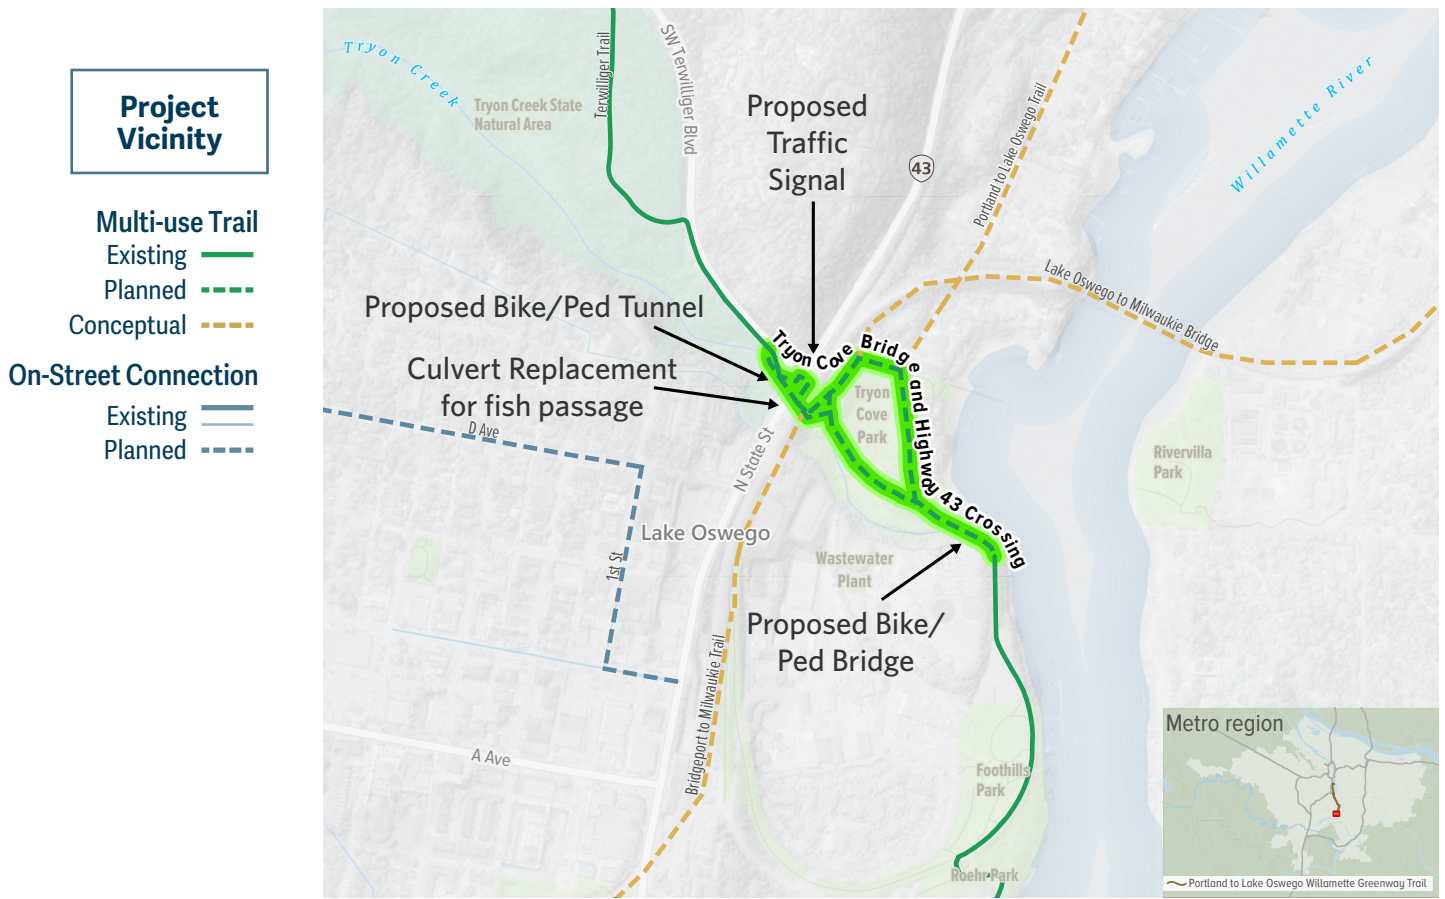 Project
Vicinity
Multi-use Trail
Existing
Planned
Conceptual
On-Street Connection
Existing
Planned
Tryon Creek
Tryon Creek State
Natural Area
Terwilliger Trail
SW Terwilliger Blvd
Proposed
Traffic
Signal
43
Portland to Lake Oswego Trail
Willamette River
Lake Oswego to Milwaukie Bridge
Proposed Bike/Ped Tunnel
Culvert Replacement
for fish passage
Tryon Cove Bridge and Highway 43 Crossing
Tryon
Cove
Park
D Ave
N State St
Rivervilla
Park
Lake Oswego
1st St
Wastewater
Plant
Proposed Bike/
Ped Bridge
Bridgeport to Milwaukie Trail
A Ave
Foothills
Park
Roehr Park
Metro region
Portland to Lake Oswego Willamette Greenway Trail